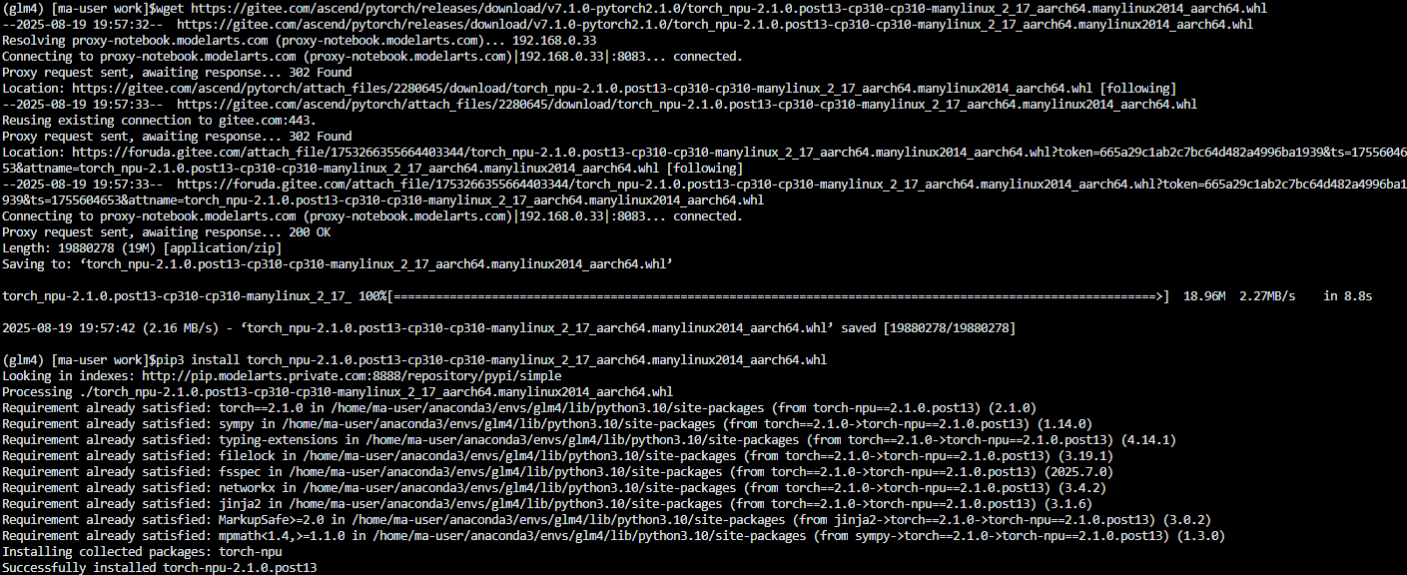 (glm4) [ma-user work]$wget https://gitee.com/ascend/pytorch/releases/download/v7.1.0-pytorch2.1.0/torch_npu-2.1.0.post13-cp310-cp310-manylinux_2_17_aarch64.manylinux2014_aarch64.whl
--2025-08-19 19:57:32--  https://gitee.com/ascend/pytorch/releases/download/v7.1.0-pytorch2.1.0/torch_npu-2.1.0.post13-cp310-cp310-manylinux_2_17_aarch64.manylinux2014_aarch64.whl
Resolving proxy-notebook.modelarts.com (proxy-notebook.modelarts.com)... 192.168.0.33
Connecting to proxy-notebook.modelarts.com (proxy-notebook.modelarts.com)|192.168.0.33|:8083... connected.
Proxy request sent, awaiting response... 302 Found
Location: https://gitee.com/ascend/pytorch/attach_files/2280645/download/torch_npu-2.1.0.post13-cp310-cp310-manylinux_2_17_aarch64.manylinux2014_aarch64.whl [following]
--2025-08-19 19:57:33--  https://gitee.com/ascend/pytorch/attach_files/2280645/download/torch_npu-2.1.0.post13-cp310-cp310-manylinux_2_17_aarch64.manylinux2014_aarch64.whl
Reusing existing connection to gitee.com:443.
Proxy request sent, awaiting response... 302 Found
Location: https://foruda.gitee.com/attach_file/1753266355664403344/torch_npu-2.1.0.post13-cp310-cp310-manylinux_2_17_aarch64.manylinux2014_aarch64.whl?token=665a29c1ab2c7bc64d482a4996ba1939&ts=17556046
53&attname=torch_npu-2.1.0.post13-cp310-cp310-manylinux_2_17_aarch64.manylinux2014_aarch64.whl [following]
--2025-08-19 19:57:33--  https://foruda.gitee.com/attach_file/1753266355664403344/torch_npu-2.1.0.post13-cp310-cp310-manylinux_2_17_aarch64.manylinux2014_aarch64.whl?token=665a29c1ab2c7bc64d482a4996ba1
939&ts=1755604653&attname=torch_npu-2.1.0.post13-cp310-cp310-manylinux_2_17_aarch64.manylinux2014_aarch64.whl
Connecting to proxy-notebook.modelarts.com (proxy-notebook.modelarts.com)|192.168.0.33|:8083... connected.
Proxy request sent, awaiting response... 200 OK
Length: 19880278 (19M) [application/zip]
Saving to: ‘torch_npu-2.1.0.post13-cp310-cp310-manylinux_2_17_aarch64.manylinux2014_aarch64.whl’
torch_npu-2.1.0.post13-cp310-cp310-manylinux_2_17_ 100%[==============================================================================================================>]  18.96M  2.27MB/s    in 8.8s
2025-08-19 19:57:42 (2.16 MB/s) - ‘torch_npu-2.1.0.post13-cp310-cp310-manylinux_2_17_aarch64.manylinux2014_aarch64.whl’ saved [19880278/19880278]
(glm4) [ma-user work]$pip3 install torch_npu-2.1.0.post13-cp310-cp310-manylinux_2_17_aarch64.manylinux2014_aarch64.whl
Looking in indexes: http://pip.modelarts.private.com:8888/repository/pypi/simple
Processing ./torch_npu-2.1.0.post13-cp310-cp310-manylinux_2_17_aarch64.manylinux2014_aarch64.whl
Requirement already satisfied: torch==2.1.0 in /home/ma-user/anaconda3/envs/glm4/lib/python3.10/site-packages (from torch-npu==2.1.0.post13) (2.1.0)
Requirement already satisfied: sympy in /home/ma-user/anaconda3/envs/glm4/lib/python3.10/site-packages (from torch==2.1.0->torch-npu==2.1.0.post13) (1.14.0)
Requirement already satisfied: typing-extensions in /home/ma-user/anaconda3/envs/glm4/lib/python3.10/site-packages (from torch==2.1.0->torch-npu==2.1.0.post13) (4.14.1)
Requirement already satisfied: filelock in /home/ma-user/anaconda3/envs/glm4/lib/python3.10/site-packages (from torch==2.1.0->torch-npu==2.1.0.post13) (3.19.1)
Requirement already satisfied: fsspec in /home/ma-user/anaconda3/envs/glm4/lib/python3.10/site-packages (from torch==2.1.0->torch-npu==2.1.0.post13) (2025.7.0)
Requirement already satisfied: networkx in /home/ma-user/anaconda3/envs/glm4/lib/python3.10/site-packages (from torch==2.1.0->torch-npu==2.1.0.post13) (3.4.2)
Requirement already satisfied: jinja2 in /home/ma-user/anaconda3/envs/glm4/lib/python3.10/site-packages (from torch==2.1.0->torch-npu==2.1.0.post13) (3.1.6)
Requirement already satisfied: MarkupSafe>=2.0 in /home/ma-user/anaconda3/envs/glm4/lib/python3.10/site-packages (from jinja2->torch==2.1.0->torch-npu==2.1.0.post13) (3.0.2)
Requirement already satisfied: mpmath<1.4,>=1.1.0 in /home/ma-user/anaconda3/envs/glm4/lib/python3.10/site-packages (from sympy->torch==2.1.0->torch-npu==2.1.0.post13) (1.3.0)
Installing collected packages: torch-npu
Successfully installed torch-npu-2.1.0.post13